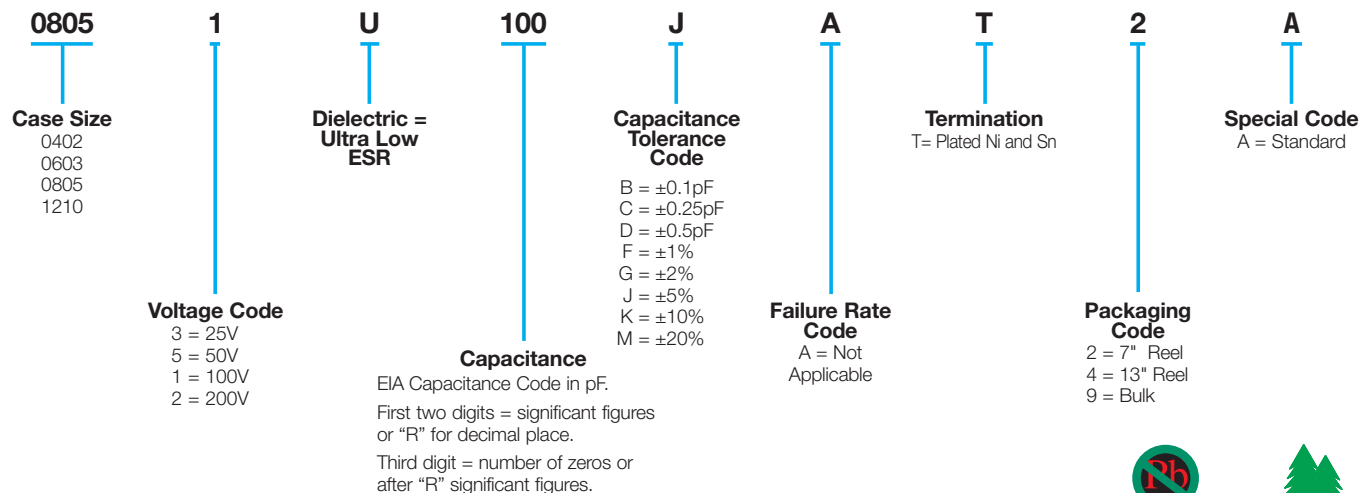 0805 1 U 100 J A T 2 A
Case Size
0402
0603
0805
1210
Voltage Code
3 = 25V
5 = 50V
1 = 100V
2 = 200V
Dielectric =
Ultra Low
ESR
Capacitance
EIA Capacitance Code in pF.
First two digits = significant figures
or “R” for decimal place.
Third digit = number of zeros or
after “R” significant figures.
Capacitance
Tolerance
Code
B = ±0.1pF
C = ±0.25pF
D = ±0.5pF
F = ±1%
G = ±2%
J = ±5%
K = ±10%
M = ±20%
Failure Rate
Code
A = Not
Applicable
Termination
T= Plated Ni and Sn
Packaging
Code
2 = 7" Reel
4 = 13" Reel
9 = Bulk
Special Code
A = Standard
Pb